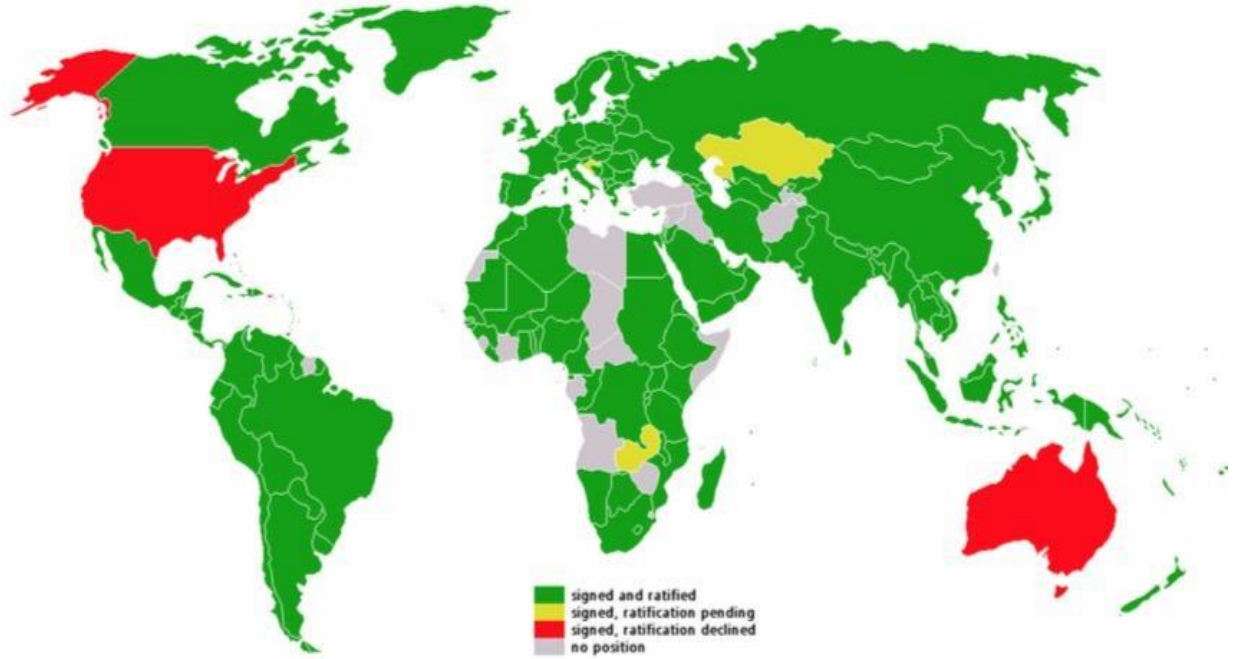 signed and ratified
signed, ratification pending
signed, ratification declined
no position